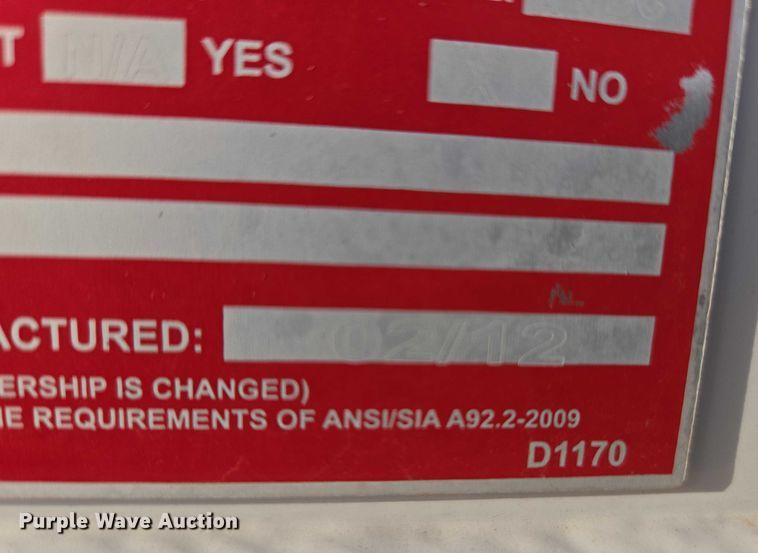 T N/A YES X NO
ACTURED: 02/12
ERSHIP IS CHANGED)
HE REQUIREMENTS OF ANSI/SIA A92.2-2009
D1170
Purple Wave Auction